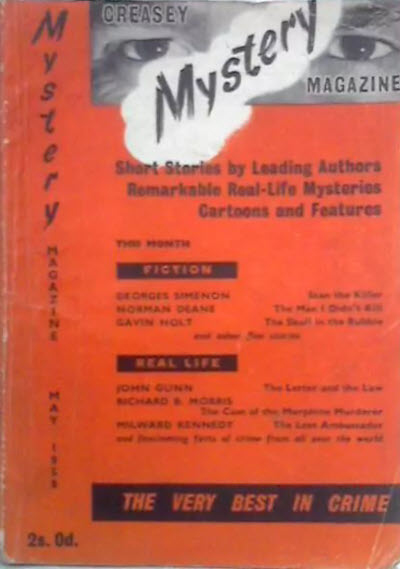 CREASEY
Mystery
MAGAZINE
Short Stories by Leading Authors
Remarkable Real-Life Mysteries
Cartoons and Features
THIS MONTH
FICTION
GEORGES SIMENON Stan the Killer
NORMAN DEANE The Man I Didn't Kill
GAVIN HOLT The Skull in the Bubble
and other fine stories
REAL LIFE
JOHN GUNN The Letter and the Law
RICHARD B. MORRIS
The Case of the Morphine Murderer
MILWARD KENNEDY The Lost Ambassador
and fascinating facts of crime from all over the world
THE VERY BEST IN CRIME
2s. 0d.
Mystery
MAGAZINE
MAY